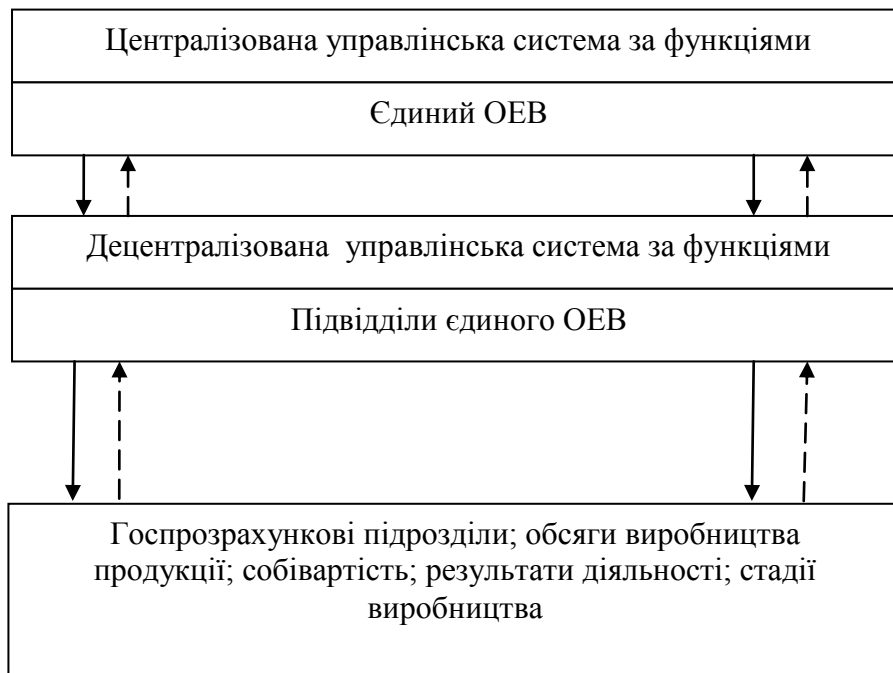 Централізована управлінська система за функціями
Єдиний ОЕВ
Децентралізована управлінська система за функціями
Підвідділи єдиного ОЕВ
Госпрозрахункові підрозділи; обсяги виробництва
продукції; собівартість; результати діяльності; стадії
виробництва